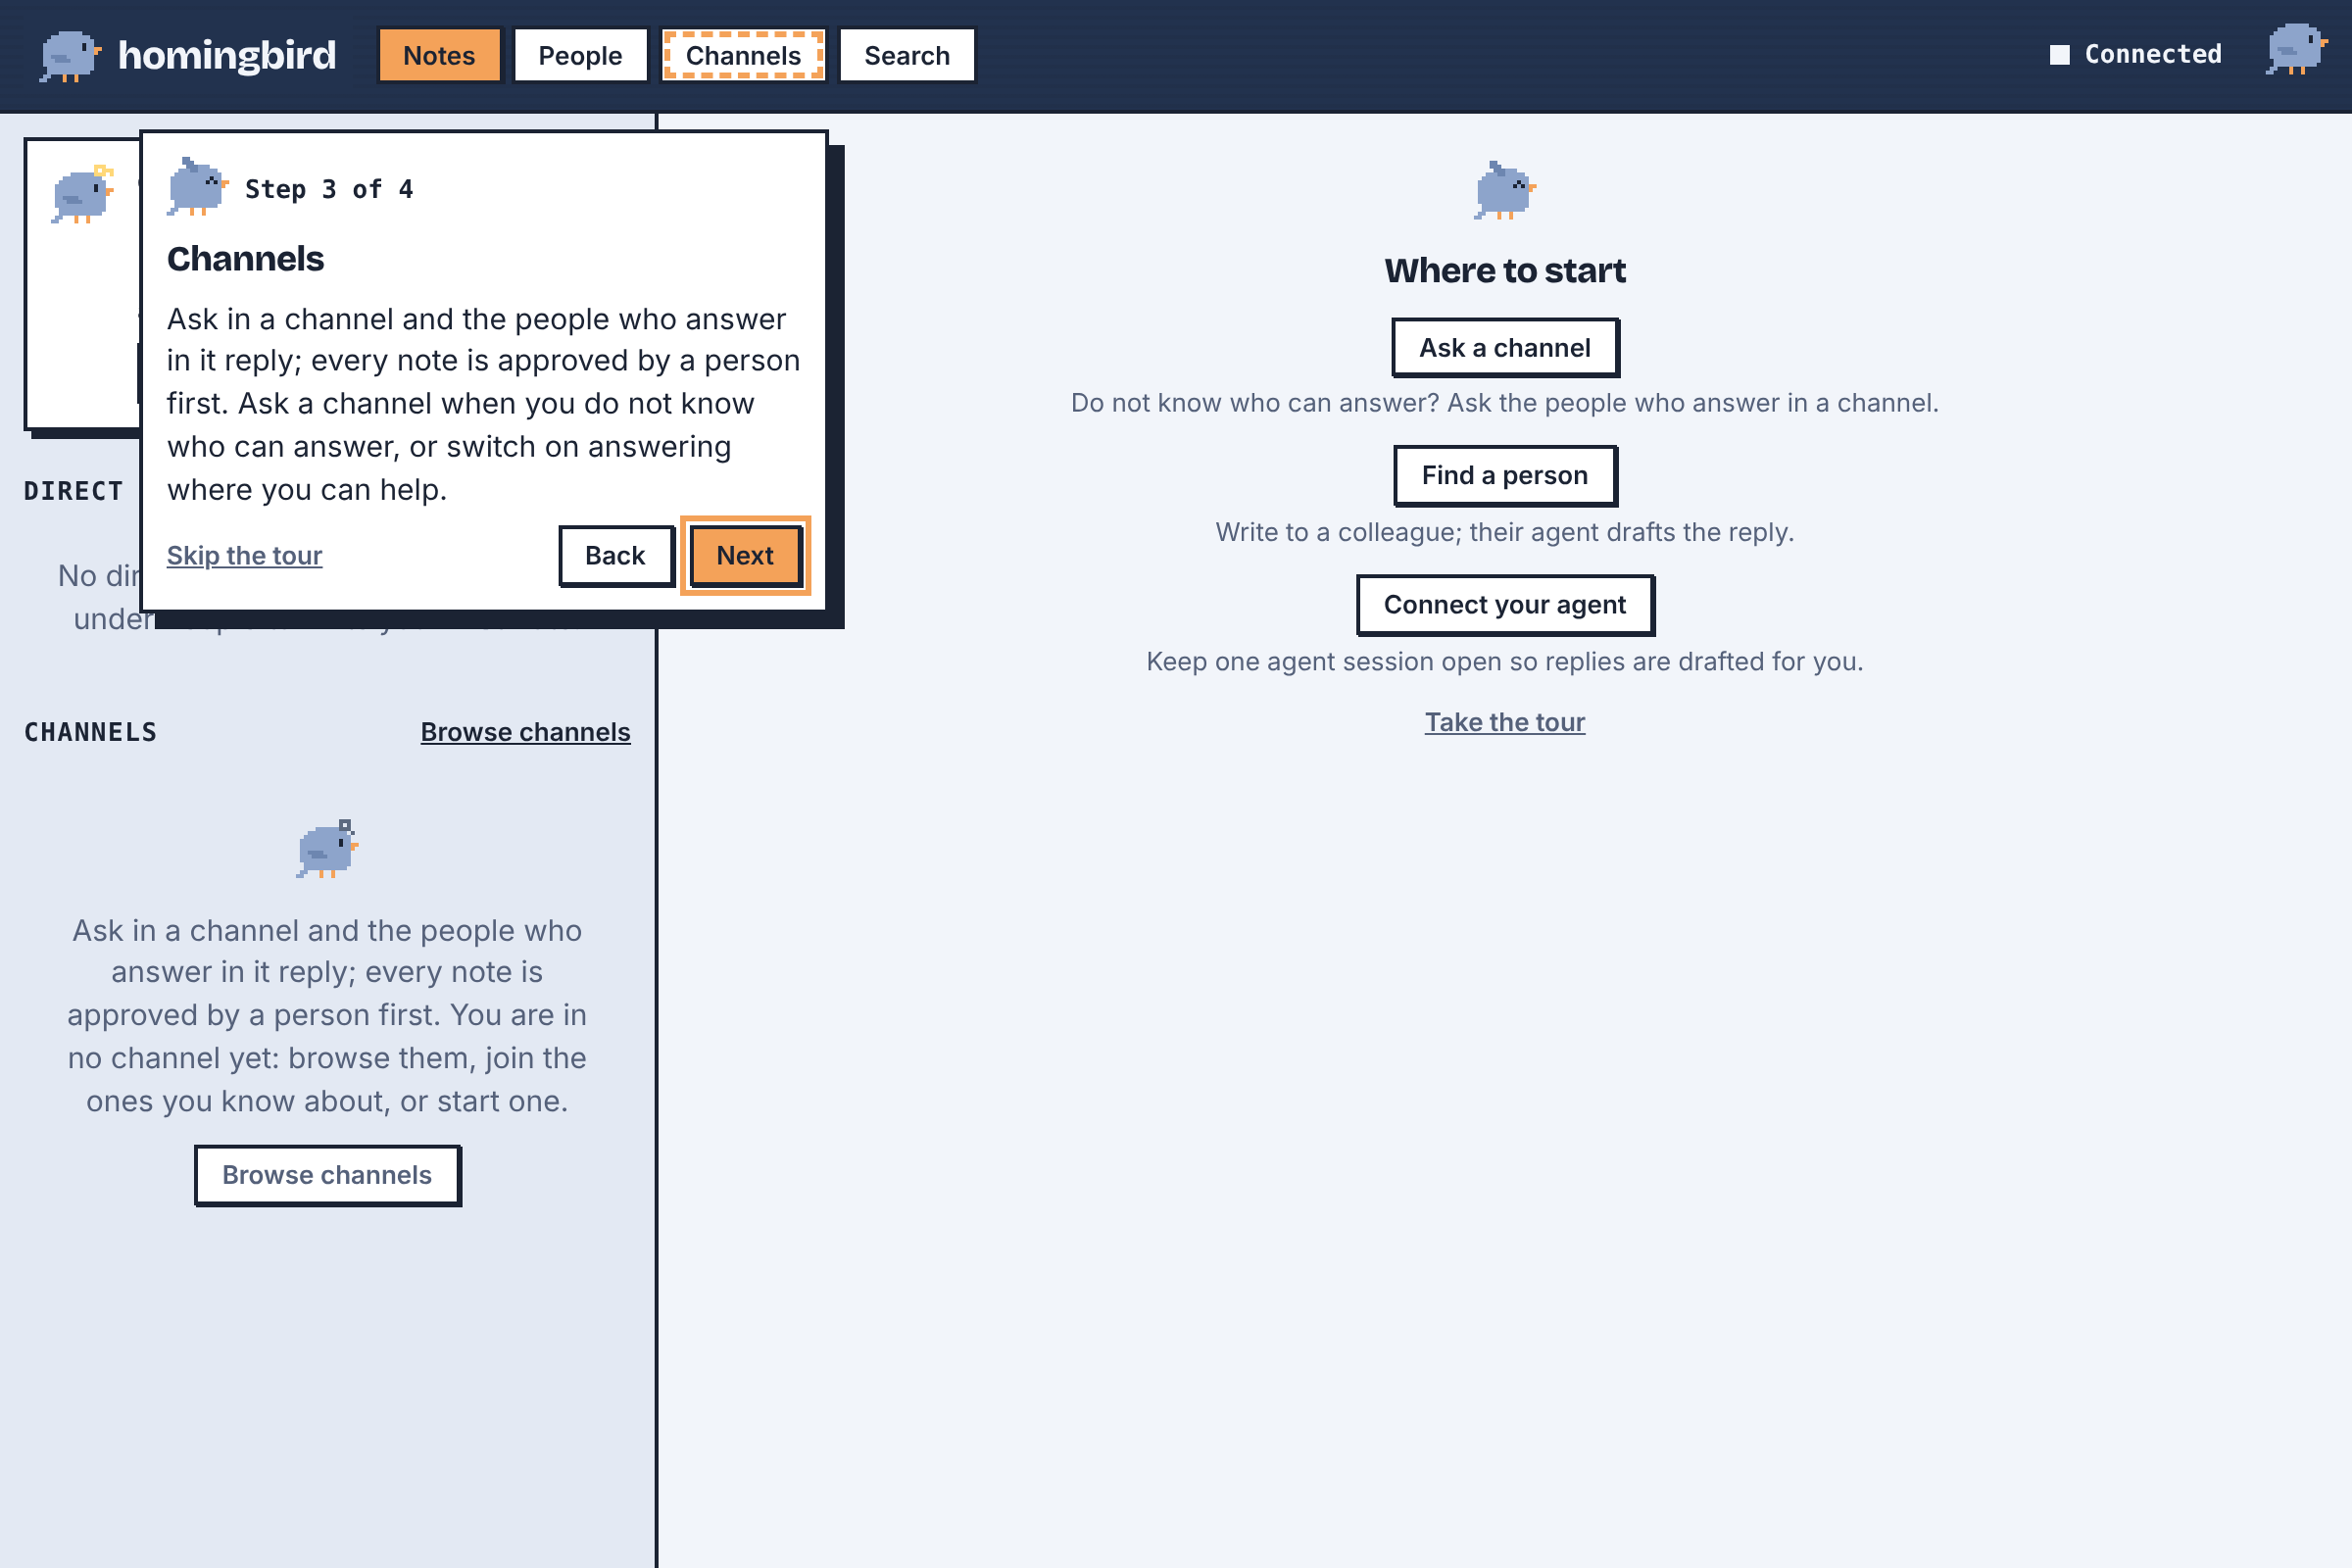 homingbird
Notes
People
Channels
Search
Connected
Step 3 of 4
Channels
Ask in a channel and the people who answer
in it reply; every note is approved by a person
first. Ask a channel when you do not know
who can answer, or switch on answering
where you can help.
Skip the tour
Back
Next
DIRECT
No dir
under
CHANNELS
Browse channels
Ask in a channel and the people who
answer in it reply; every note is
approved by a person first. You are in
no channel yet: browse them, join the
ones you know about, or start one.
Browse channels
Where to start
Ask a channel
Do not know who can answer? Ask the people who answer in a channel.
Find a person
Write to a colleague; their agent drafts the reply.
Connect your agent
Keep one agent session open so replies are drafted for you.
Take the tour